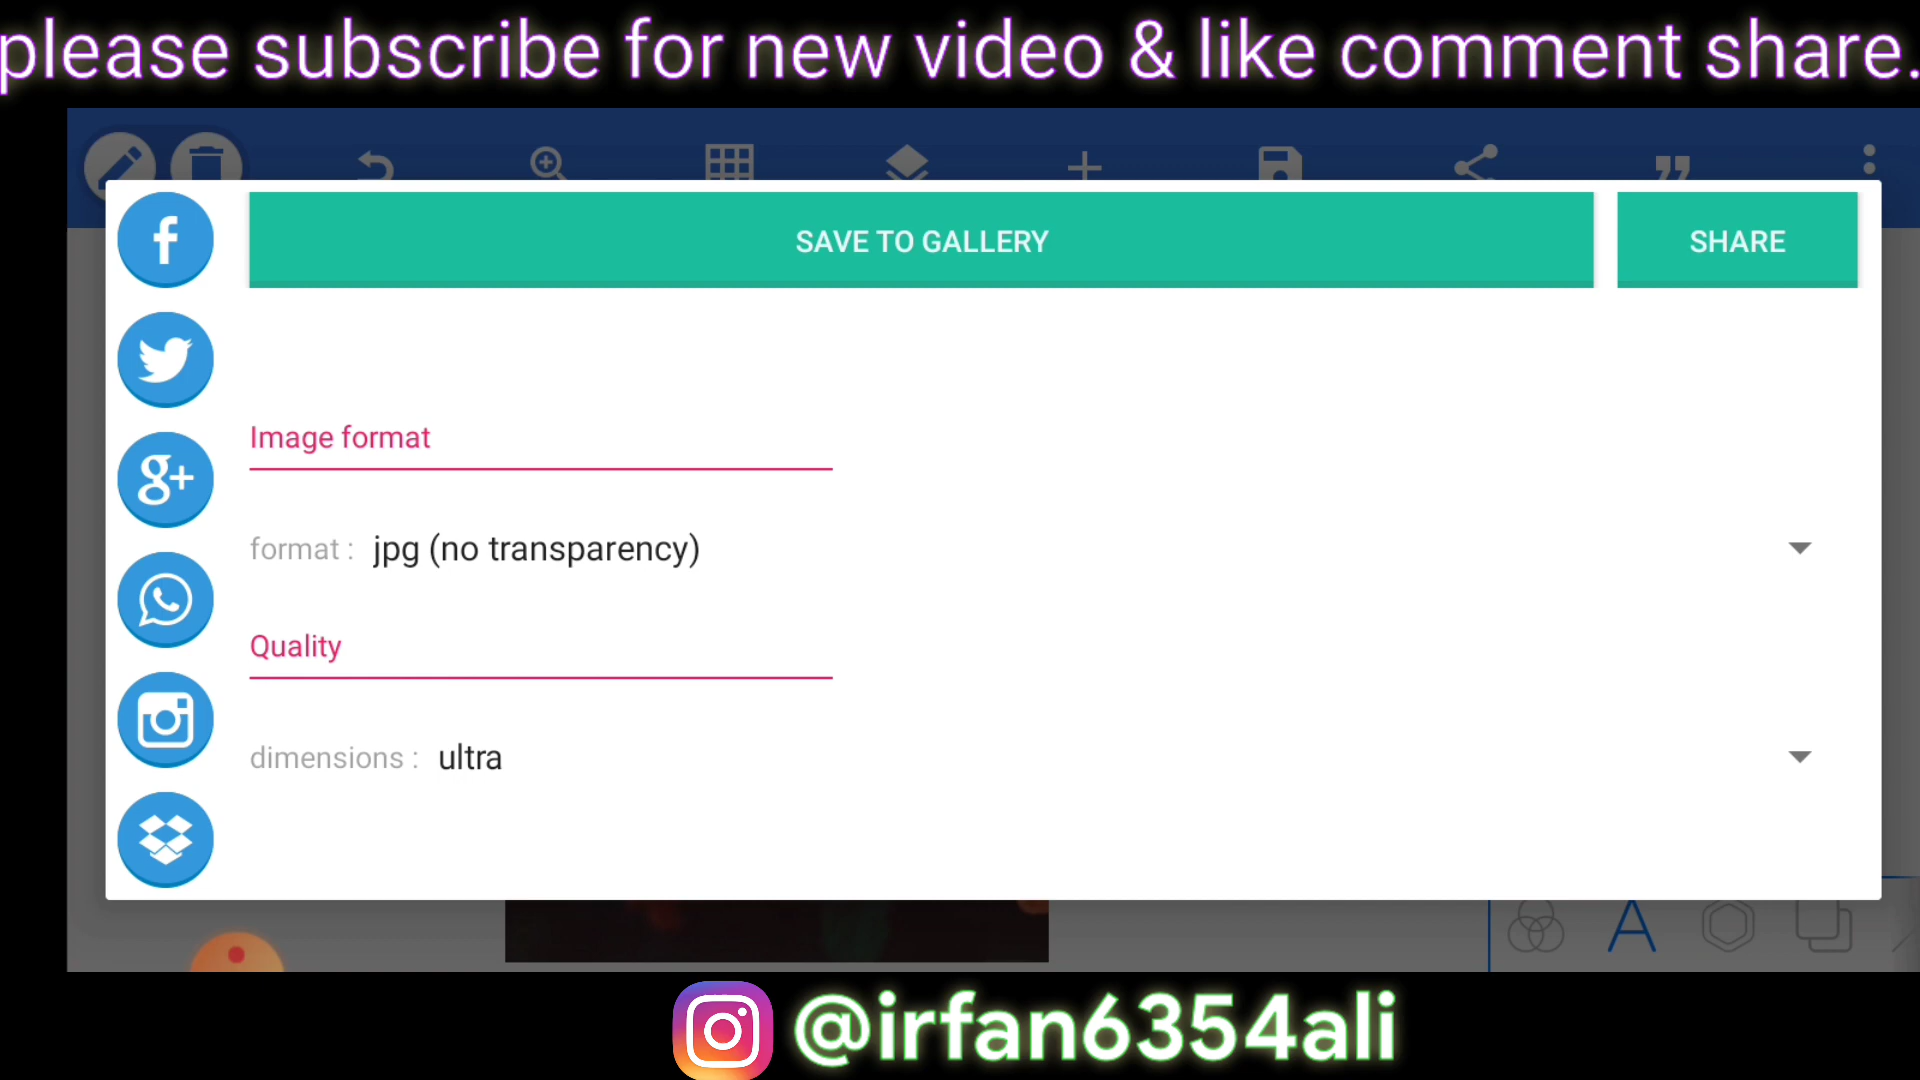 please subscribe for new video & like comment share.
SAVE TO GALLERY
SHARE
Image format
format : jpg (no transparency)
Quality
dimensions : ultra
@irfan6354ali